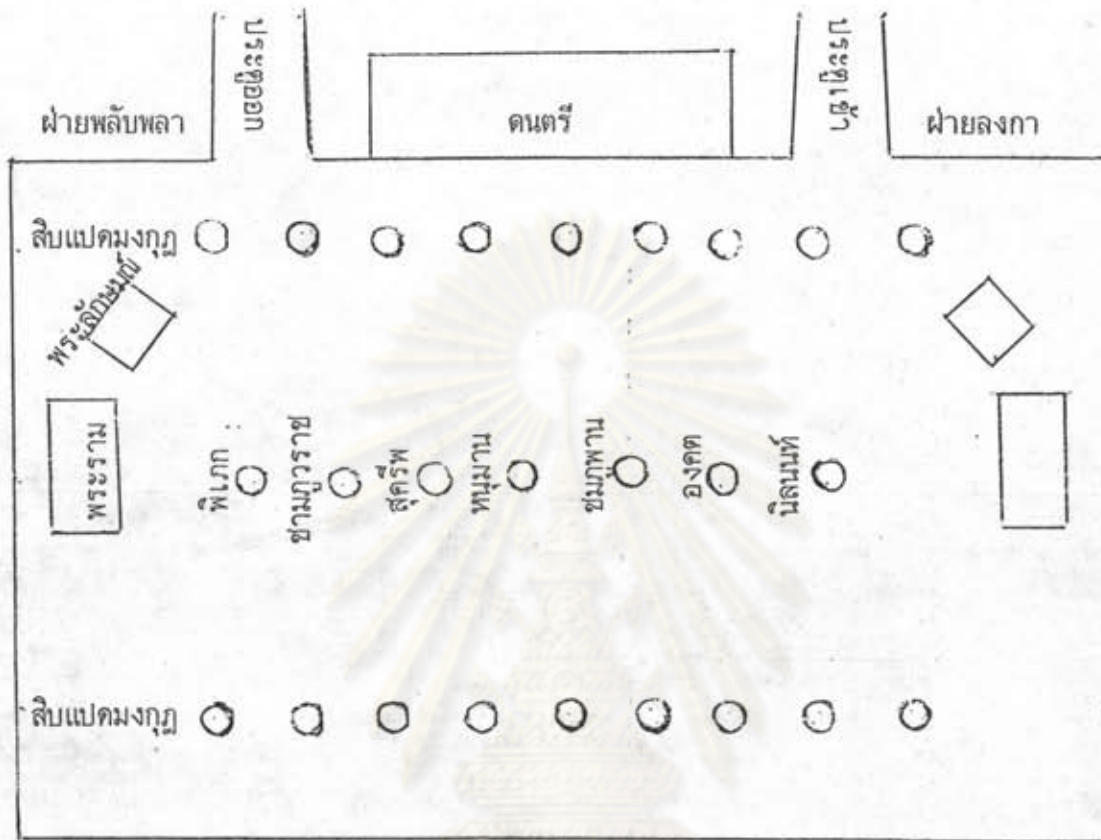 ประตูออก
ประตูเข้า
ฝ่ายพลับพลา
ดนตรี
ฝ่ายลงกา
สิบแปดมงกุฎ
พระลักษมณ์
พระราม
พิเภก
ชามภูวราช
สุครีพ
หนุมาน
ชมภูพาน
องคต
นิลนนท์
สิบแปดมงกุฎ